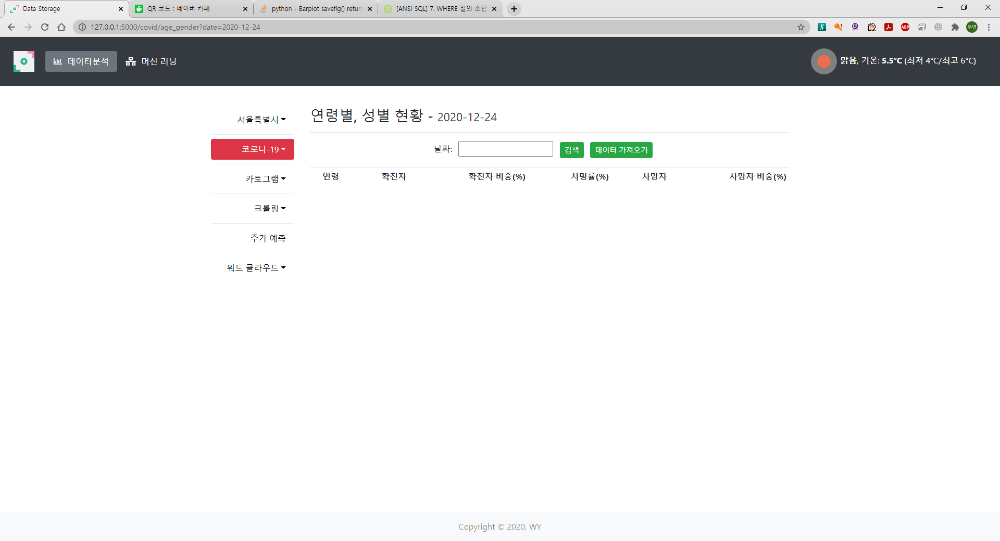 Data Storage
QR 코드 : 네이버 카페
python - Barplot savefig() return
[ANSI SQL] 7. WHERE 절의 조합
127.0.0.1:5000/covid/age_gender?date=2020-12-24
ABP
우연
데이터분석
머신 러닝
맑음, 기온: 5.5°C (최저 4°C/최고 6°C)
서울특별시
코로나-19
카토그램
크롤링
주가 예측
워드 클라우드
연령별, 성별 현황 - 2020-12-24
날짜:
검색
데이터 가져오기
연령 확진자 확진자 비중(%) 치명률(%) 사망자 사망자 비중(%)
Copyright © 2020, WY